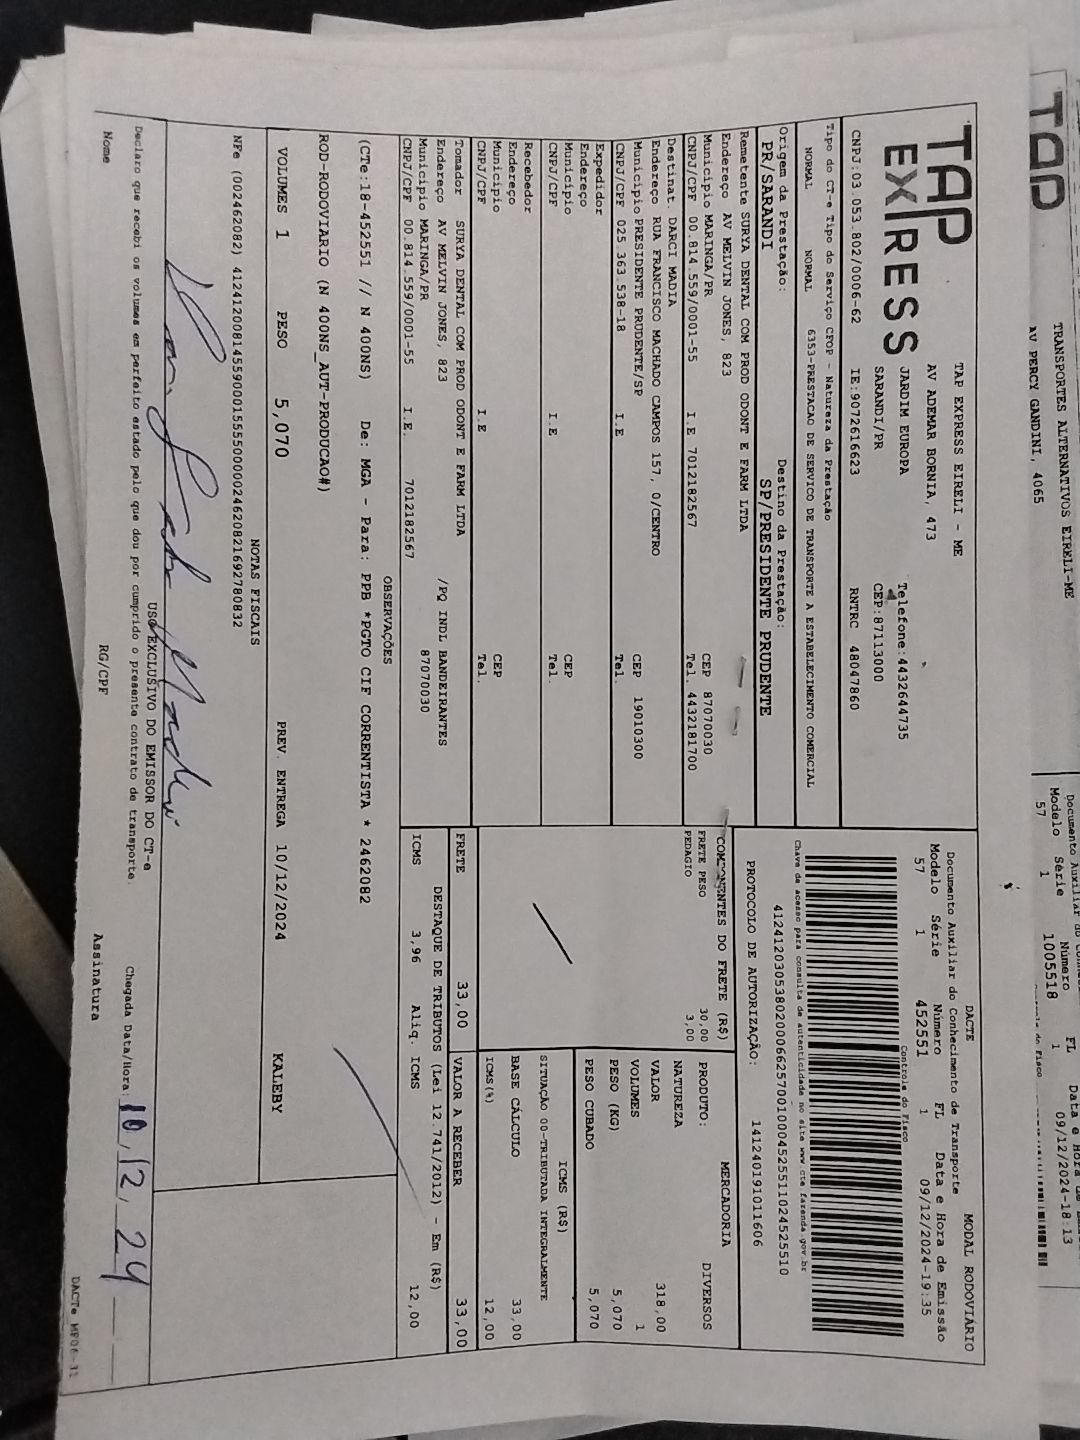 TAP
EXPRESS
TAP EXPRESS EIRELI - ME
AV ADEMAR BORNIA, 473
JARDIM EUROPA
SARANDI/PR
Telefone:4432644735
CEP:87113000
CNPJ.03.053.802/0006-62 IE:9072616623 RNTRC 48047860
DACTE MODAL RODOVIÁRIO
Documento Auxiliar do Conhecimento de Transporte
Modelo Série Número FL Data e Hora de Emissão
57 1 452551 1 09/12/2024-19:35
Controle do Fisco
Tipo do CT-e Tipo do Serviço CFOP - Natureza da Prestação
NORMAL NORMAL 6353-PRESTACAO DE SERVICO DE TRANSPORTE A ESTABELECIMENTO COMERCIAL
Chave de acesso para consulta de autenticidade no site www.cte.fazenda.gov.br
41241203053802000662570010004525511024525510
PROTOCOLO DE AUTORIZAÇÃO: 141240191011606
Origem da Prestação: Destino da Prestação:
PR/SARANDI SP/PRESIDENTE PRUDENTE
Remetente SURYA DENTAL COM PROD ODONT E FARM LTDA
Endereço AV MELVIN JONES, 823
Município MARINGA/PR CEP 87070030
CNPJ/CPF 00.814.559/0001-55 I.E 7012182567 Tel. 4432181700
Destinat. DARCI MADIA
Endereço RUA FRANCISCO MACHADO CAMPOS 157, 0/CENTRO
Município PRESIDENTE PRUDENTE/SP CEP 19010300
CNPJ/CPF 025.363.538-18 I.E Tel.
Expedidor
Endereço
Município CEP
CNPJ/CPF I.E Tel.
Recebedor
Endereço
Município CEP
CNPJ/CPF I.E Tel.
Tomador SURYA DENTAL COM PROD ODONT E FARM LTDA
Endereço AV MELVIN JONES, 823 /PQ INDL BANDEIRANTES
Município MARINGA/PR 87070030
CNPJ/CPF 00.814.559/0001-55 I.E. 7012182567
COMPONENTES DO FRETE (R$)
FRETE PESO 30,00
PEDAGIO 3,00
MERCADORIA
PRODUTO: DIVERSOS
NATUREZA
VALOR 318,00
VOLUMES 1
PESO (KG) 5,070
PESO CUBADO 5,070
ICMS (R$)
SITUAÇÃO 00-TRIBUTADA INTEGRALMENTE
BASE CÁLCULO 33,00
ICMS(%) 12,00
FRETE 33,00 VALOR A RECEBER 33,00
DESTAQUE DE TRIBUTOS (Lei 12.741/2012) - Em (R$)
ICMS 3,96 Aliq. ICMS 12,00
OBSERVAÇÕES
(CTe:18-452551 // N 400NS) De: MGA - Para: PPB *PGTO CIF CORRENTISTA * 2462082
ROD-RODOVIARIO (N 400NS_AUT-PRODUCAO#)
VOLUMES 1 PESO 5,070 PREV. ENTREGA 10/12/2024 KALEBY
NOTAS FISCAIS
NFe (002462082) 41241200814559000155550000024620821692780832
USO EXCLUSIVO DO EMISSOR DO CT-e
Declaro que recebi os volumes em perfeito estado pelo que dou por cumprido o presente contrato de transporte.
Chegada Data/Hora: 10/12/24
Nome RG/CPF Assinatura
DACTe MF06-31
TAP
TRANSPORTES ALTERNATIVOS EIRELI-ME
AV PERCY GANDINI, 4065
Modelo Série Número FL
57 1 1005518 1 09/12/2024-18:13